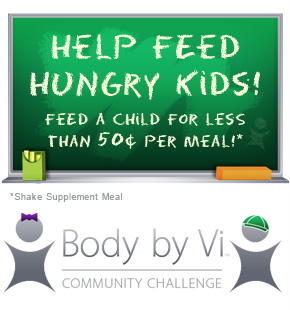 HELP FEED
HUNGRY KiDS!
FEED A CHILD FOR LESS
THAN 50¢ PER MEAL!*
*Shake Supplement Meal
Body by Vi™
COMMUNITY CHALLENGE